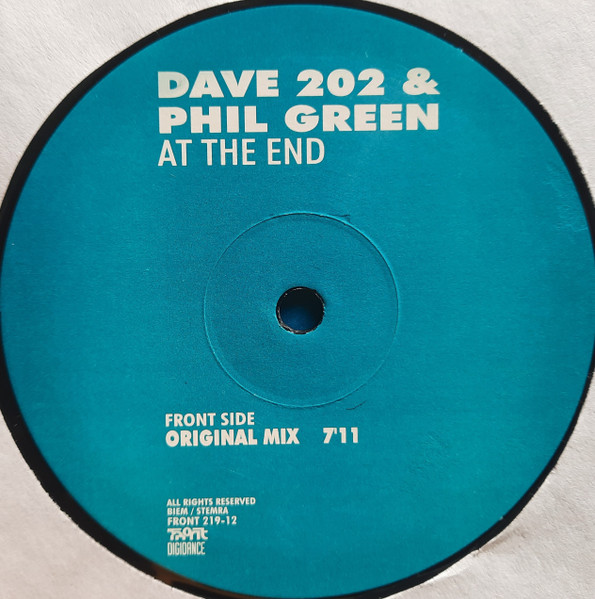 DAVE 202 &
PHIL GREEN
AT THE END
FRONT SIDE
ORIGINAL MIX 7'11
ALL RIGHTS RESERVED
BIEM / STEMRA
FRONT 219-12
FRONT
DIGIDANCE